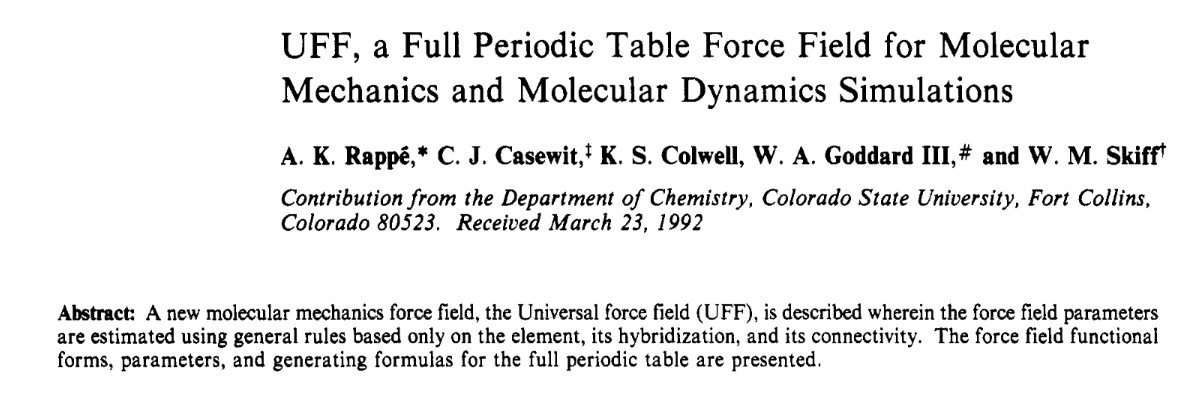 UFF, a Full Periodic Table Force Field for Molecular
Mechanics and Molecular Dynamics Simulations
A. K. Rappé,* C. J. Casewit,‡ K. S. Colwell, W. A. Goddard III,# and W. M. Skiff†
Contribution from the Department of Chemistry, Colorado State University, Fort Collins,
Colorado 80523. Received March 23, 1992
Abstract: A new molecular mechanics force field, the Universal force field (UFF), is described wherein the force field parameters
are estimated using general rules based only on the element, its hybridization, and its connectivity. The force field functional
forms, parameters, and generating formulas for the full periodic table are presented.